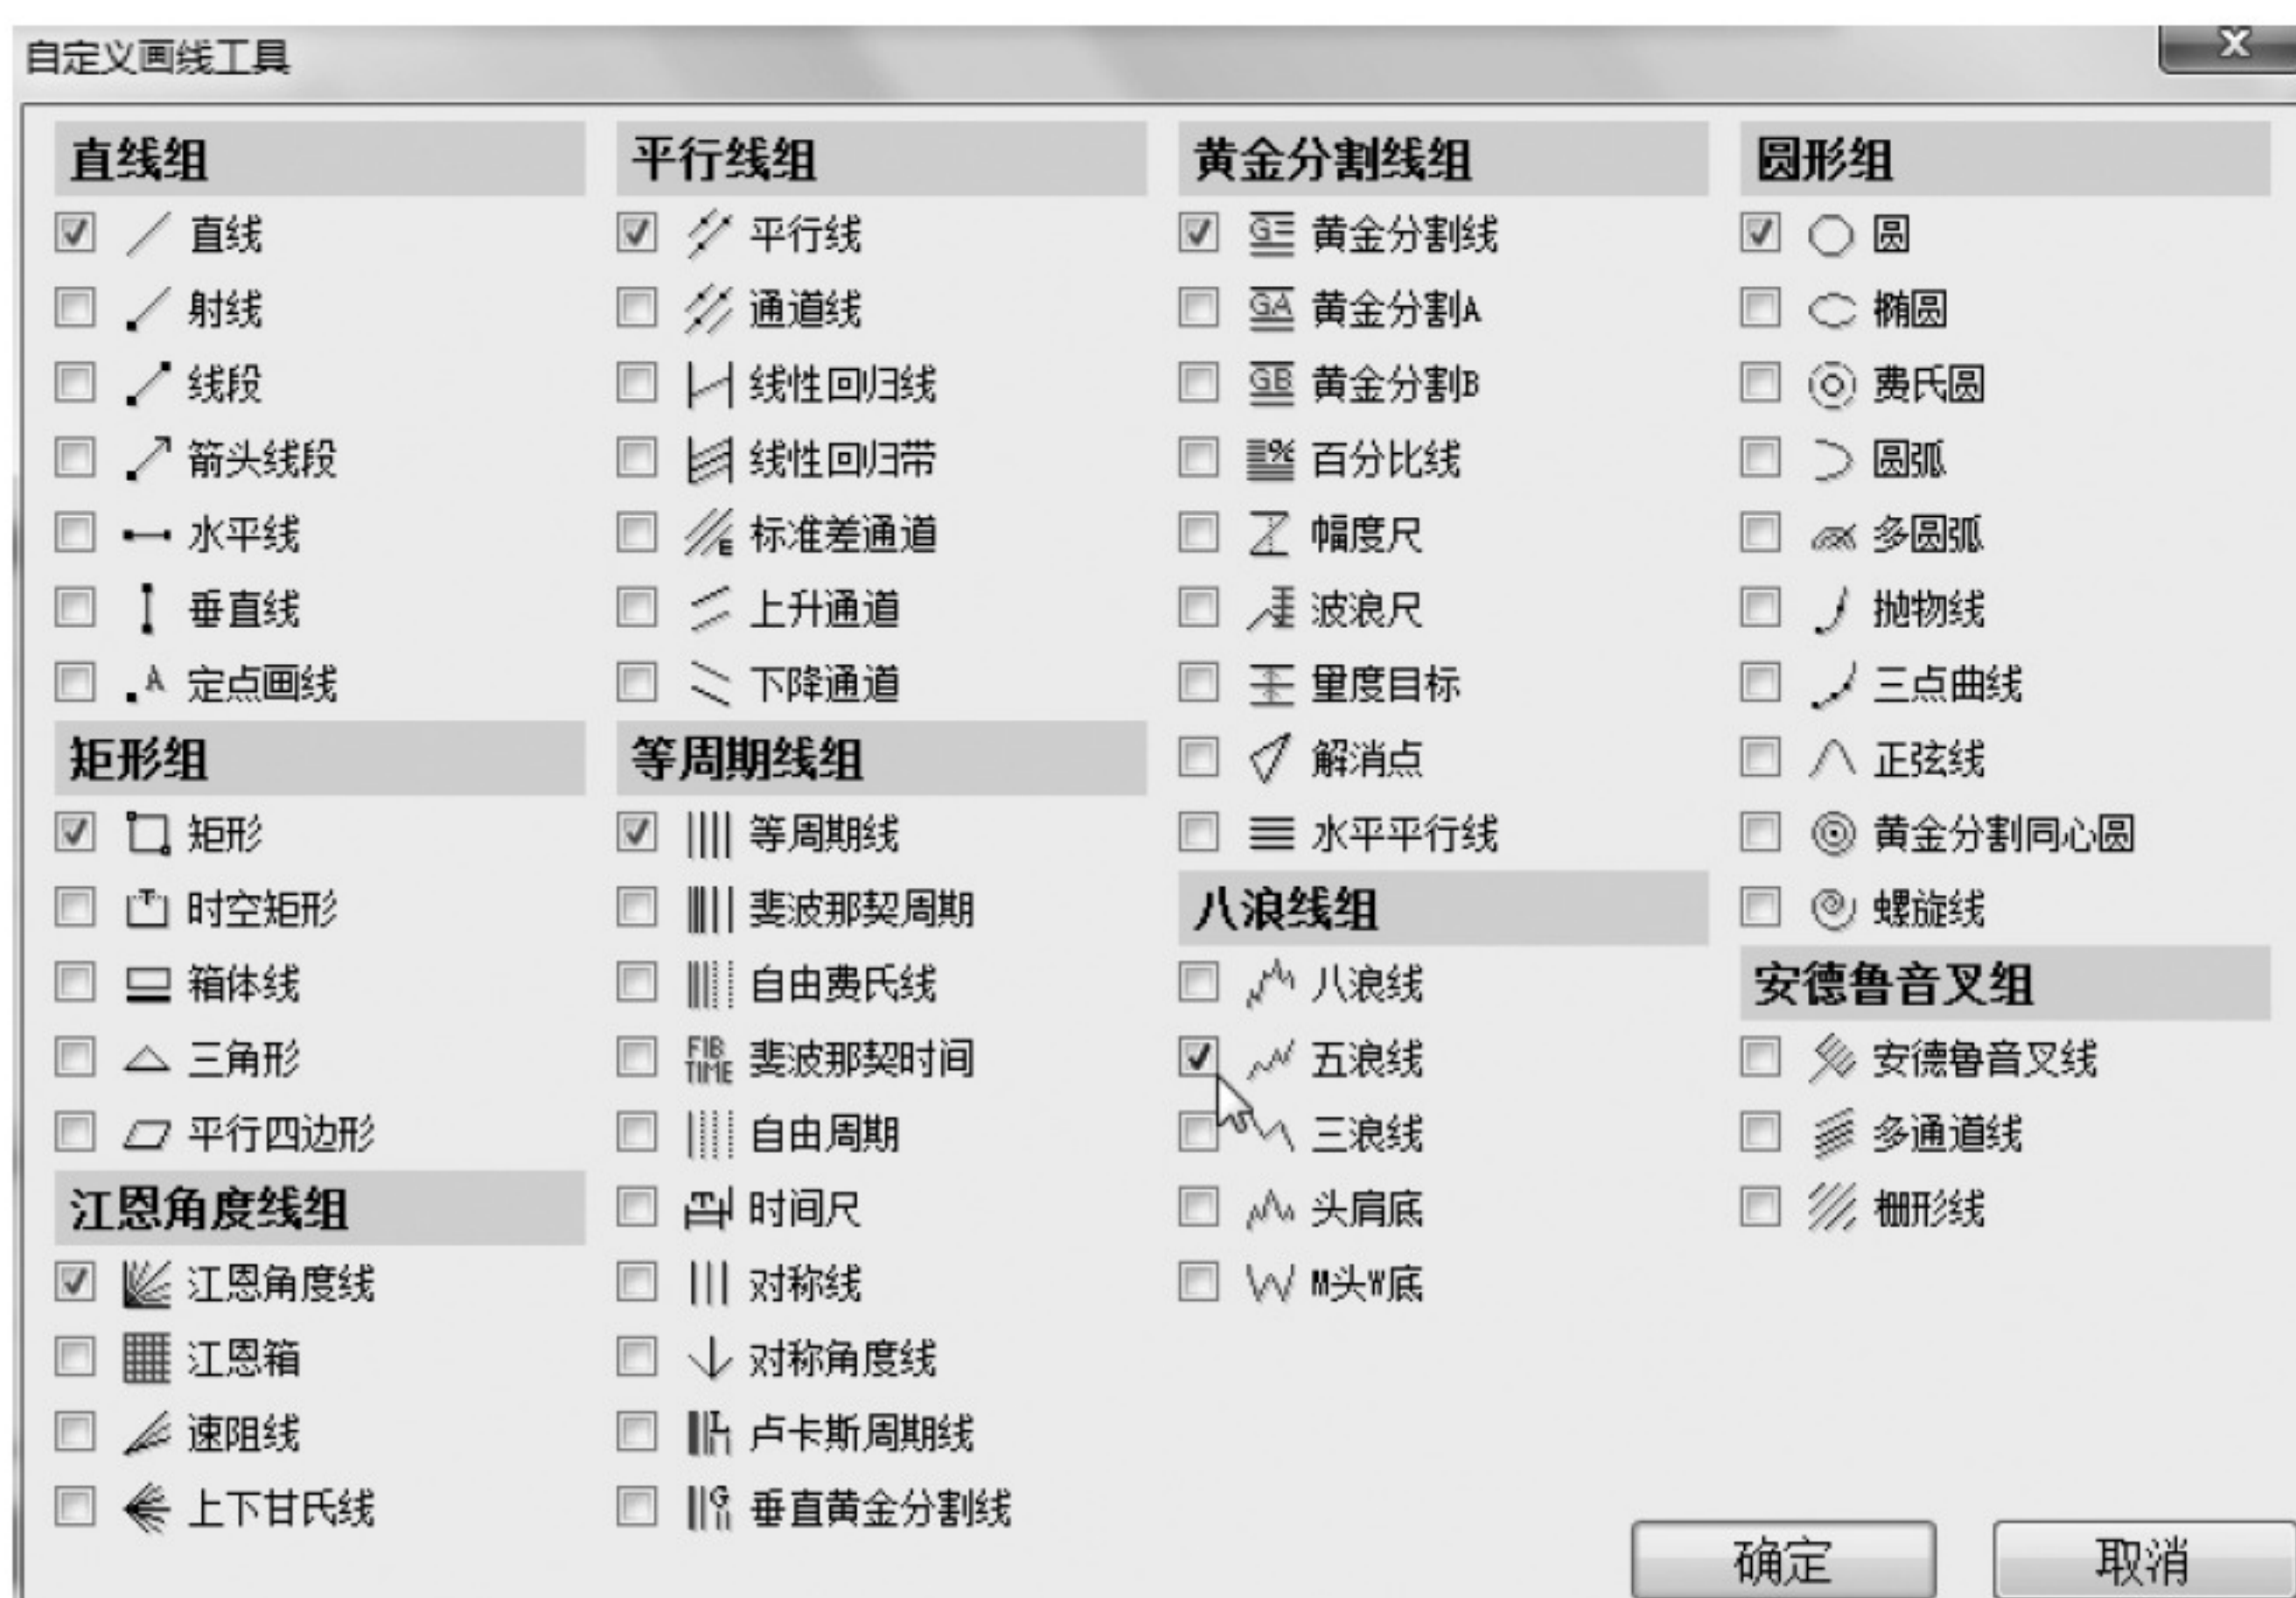 自定义画线工具
直线组
直线
射线
线段
箭头线段
水平线
垂直线
A 定点画线
矩形组
矩形
T 时空矩形
箱体线
三角形
平行四边形
江恩角度线组
江恩角度线
江恩箱
速阻线
上下甘氏线
平行线组
平行线
通道线
线性回归线
线性回归带
E 标准差通道
上升通道
下降通道
等周期线组
等周期线
斐波那契周期
自由费氏线
FIB TIME 斐波那契时间
自由周期
T 时间尺
对称线
对称角度线
L 卢卡斯周期线
G 垂直黄金分割线
黄金分割线组
G 黄金分割线
GA 黄金分割A
GB 黄金分割B
% 百分比线
幅度尺
波浪尺
量度目标
解消点
水平平行线
八浪线组
八浪线
五浪线
三浪线
头肩底
M头W底
圆形组
圆
椭圆
费氏圆
圆弧
多圆弧
抛物线
三点曲线
正弦线
黄金分割同心圆
螺旋线
安德鲁音叉组
安德鲁音叉线
多通道线
栅形线
确定
取消